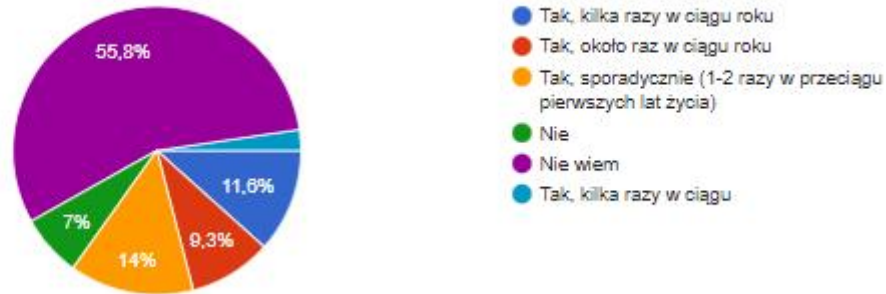 55,8%
11,6%
9,3%
14%
7%
Tak, kilka razy w ciągu roku
Tak, około raz w ciągu roku
Tak, sporadycznie (1-2 razy w przeciągu
pierwszych lat życia)
Nie
Nie wiem
Tak, kilka razy w ciągu